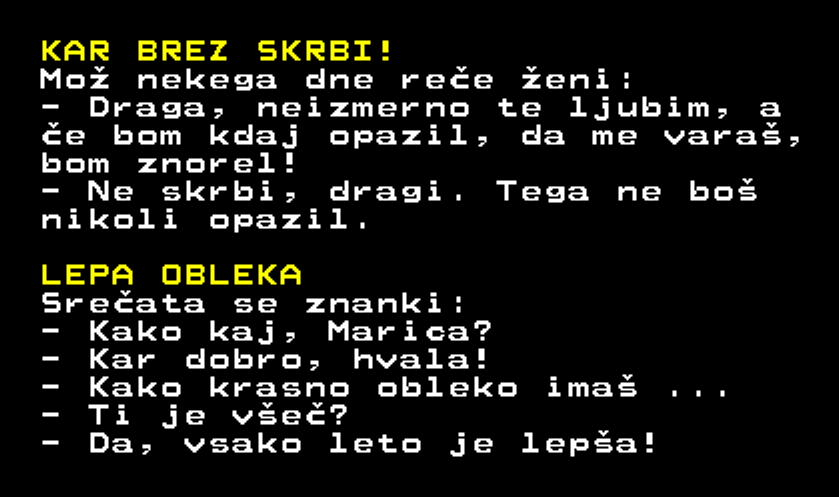 KAR BREZ SKRBI!
Mož nekega dne reče ženi:
- Draga, neizmerno te ljubim, a
če bom kdaj opazil, da me varaš,
bom znorel!
- Ne skrbi, dragi. Tega ne boš
nikoli opazil.
LEPA OBLEKA
Srečata se znanki:
- Kako kaj, Marica?
- Kar dobro, hvala!
- Kako krasno obleko imaš ...
- Ti je všeč?
- Da, vsako leto je lepša!